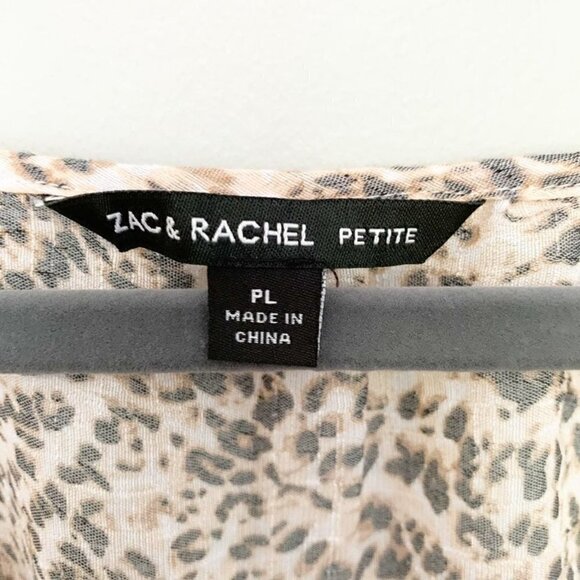 ZAC & RACHEL PETITE
PL
MADE IN
CHINA